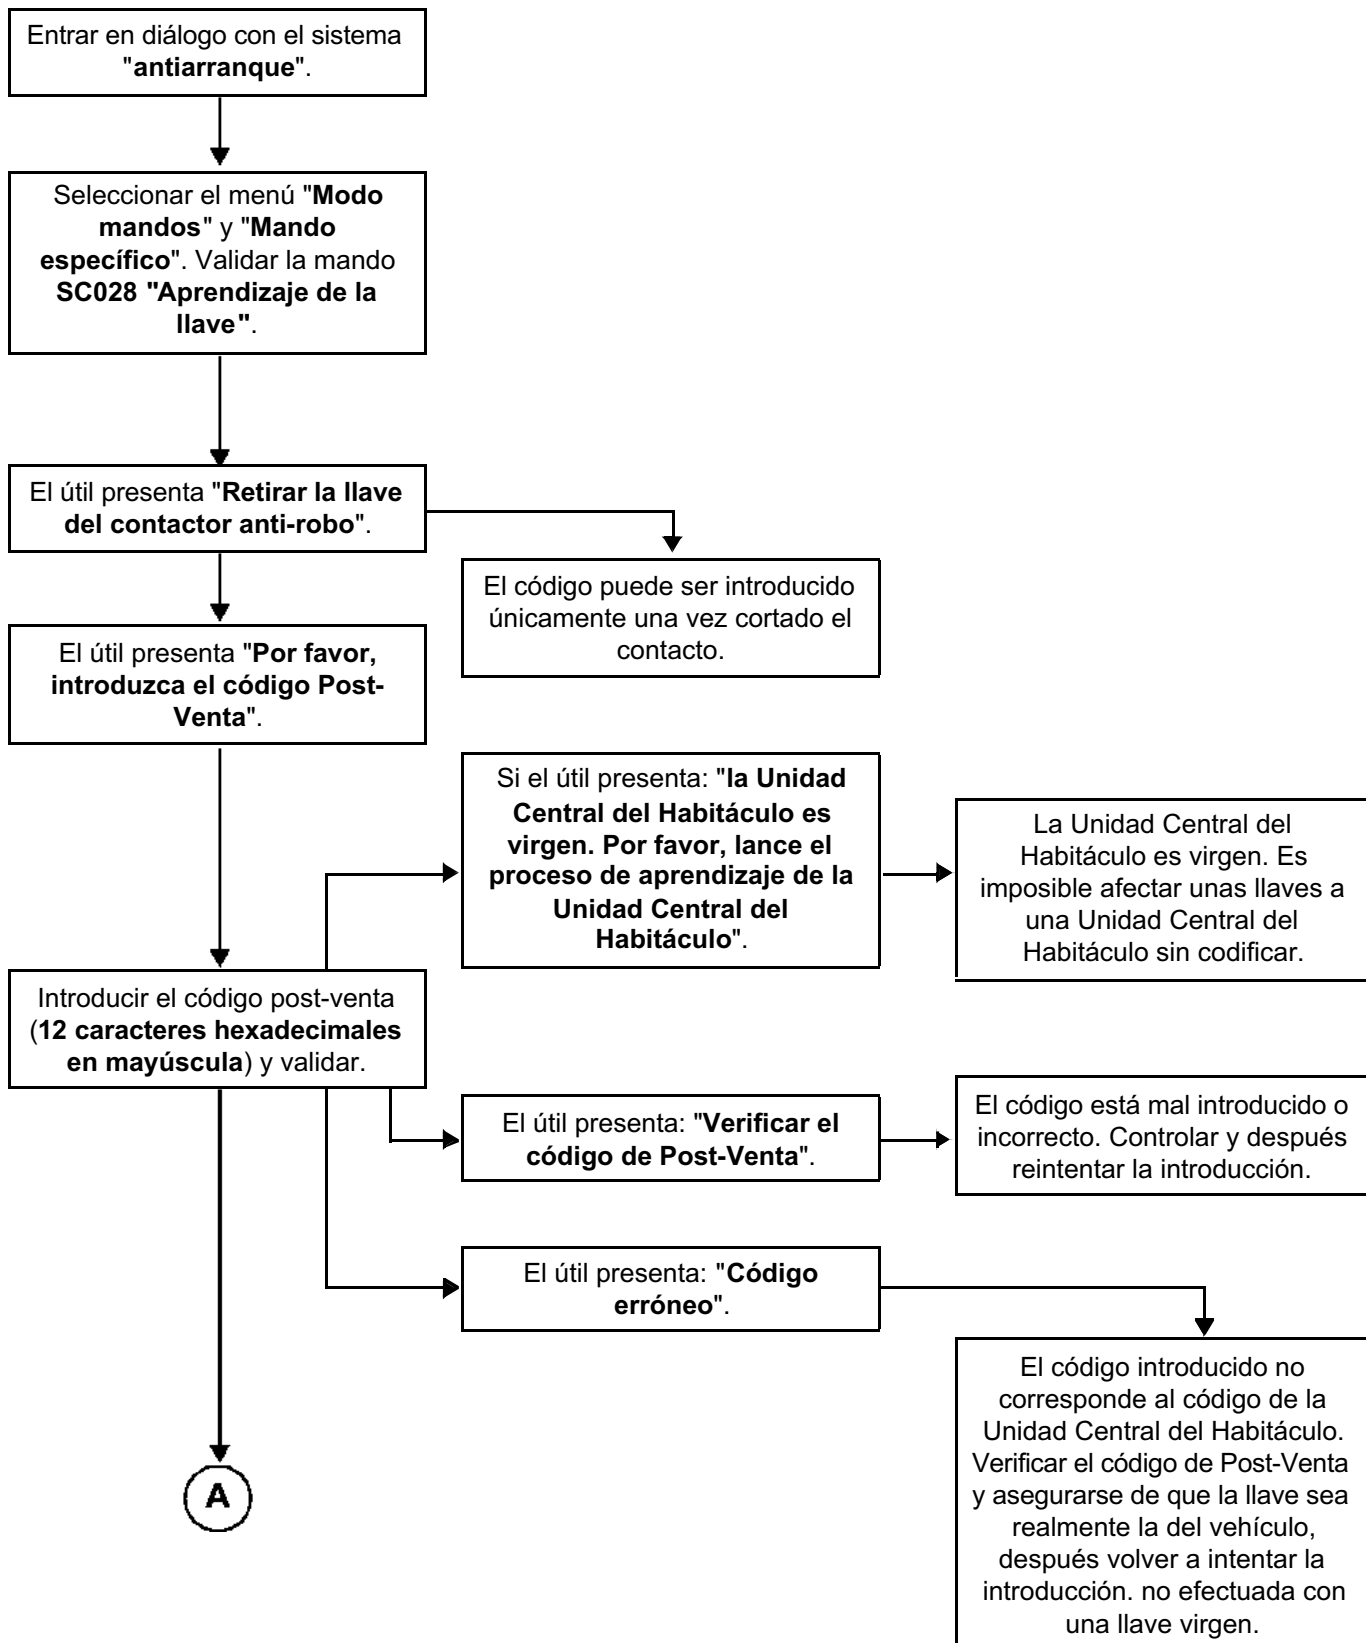 Entrar en diálogo con el sistema
"antiarranque".
Seleccionar el menú "Modo
mandos" y "Mando
específico". Validar la mando
SC028 "Aprendizaje de la
llave".
El útil presenta "Retirar la llave
del contactor anti-robo".
El código puede ser introducido
únicamente una vez cortado el
contacto.
El útil presenta "Por favor,
introduzca el código Post-
Venta".
Si el útil presenta: "la Unidad
Central del Habitáculo es
virgen. Por favor, lance el
proceso de aprendizaje de la
Unidad Central del
Habitáculo".
La Unidad Central del
Habitáculo es virgen. Es
imposible afectar unas llaves a
una Unidad Central del
Habitáculo sin codificar.
Introducir el código post-venta
(12 caracteres hexadecimales
en mayúscula) y validar.
El útil presenta: "Verificar el
código de Post-Venta".
El código está mal introducido o
incorrecto. Controlar y después
reintentar la introducción.
El útil presenta: "Código
erróneo".
El código introducido no
corresponde al código de la
Unidad Central del Habitáculo.
Verificar el código de Post-Venta
y asegurarse de que la llave sea
realmente la del vehículo,
después volver a intentar la
introducción. no efectuada con
una llave virgen.
A